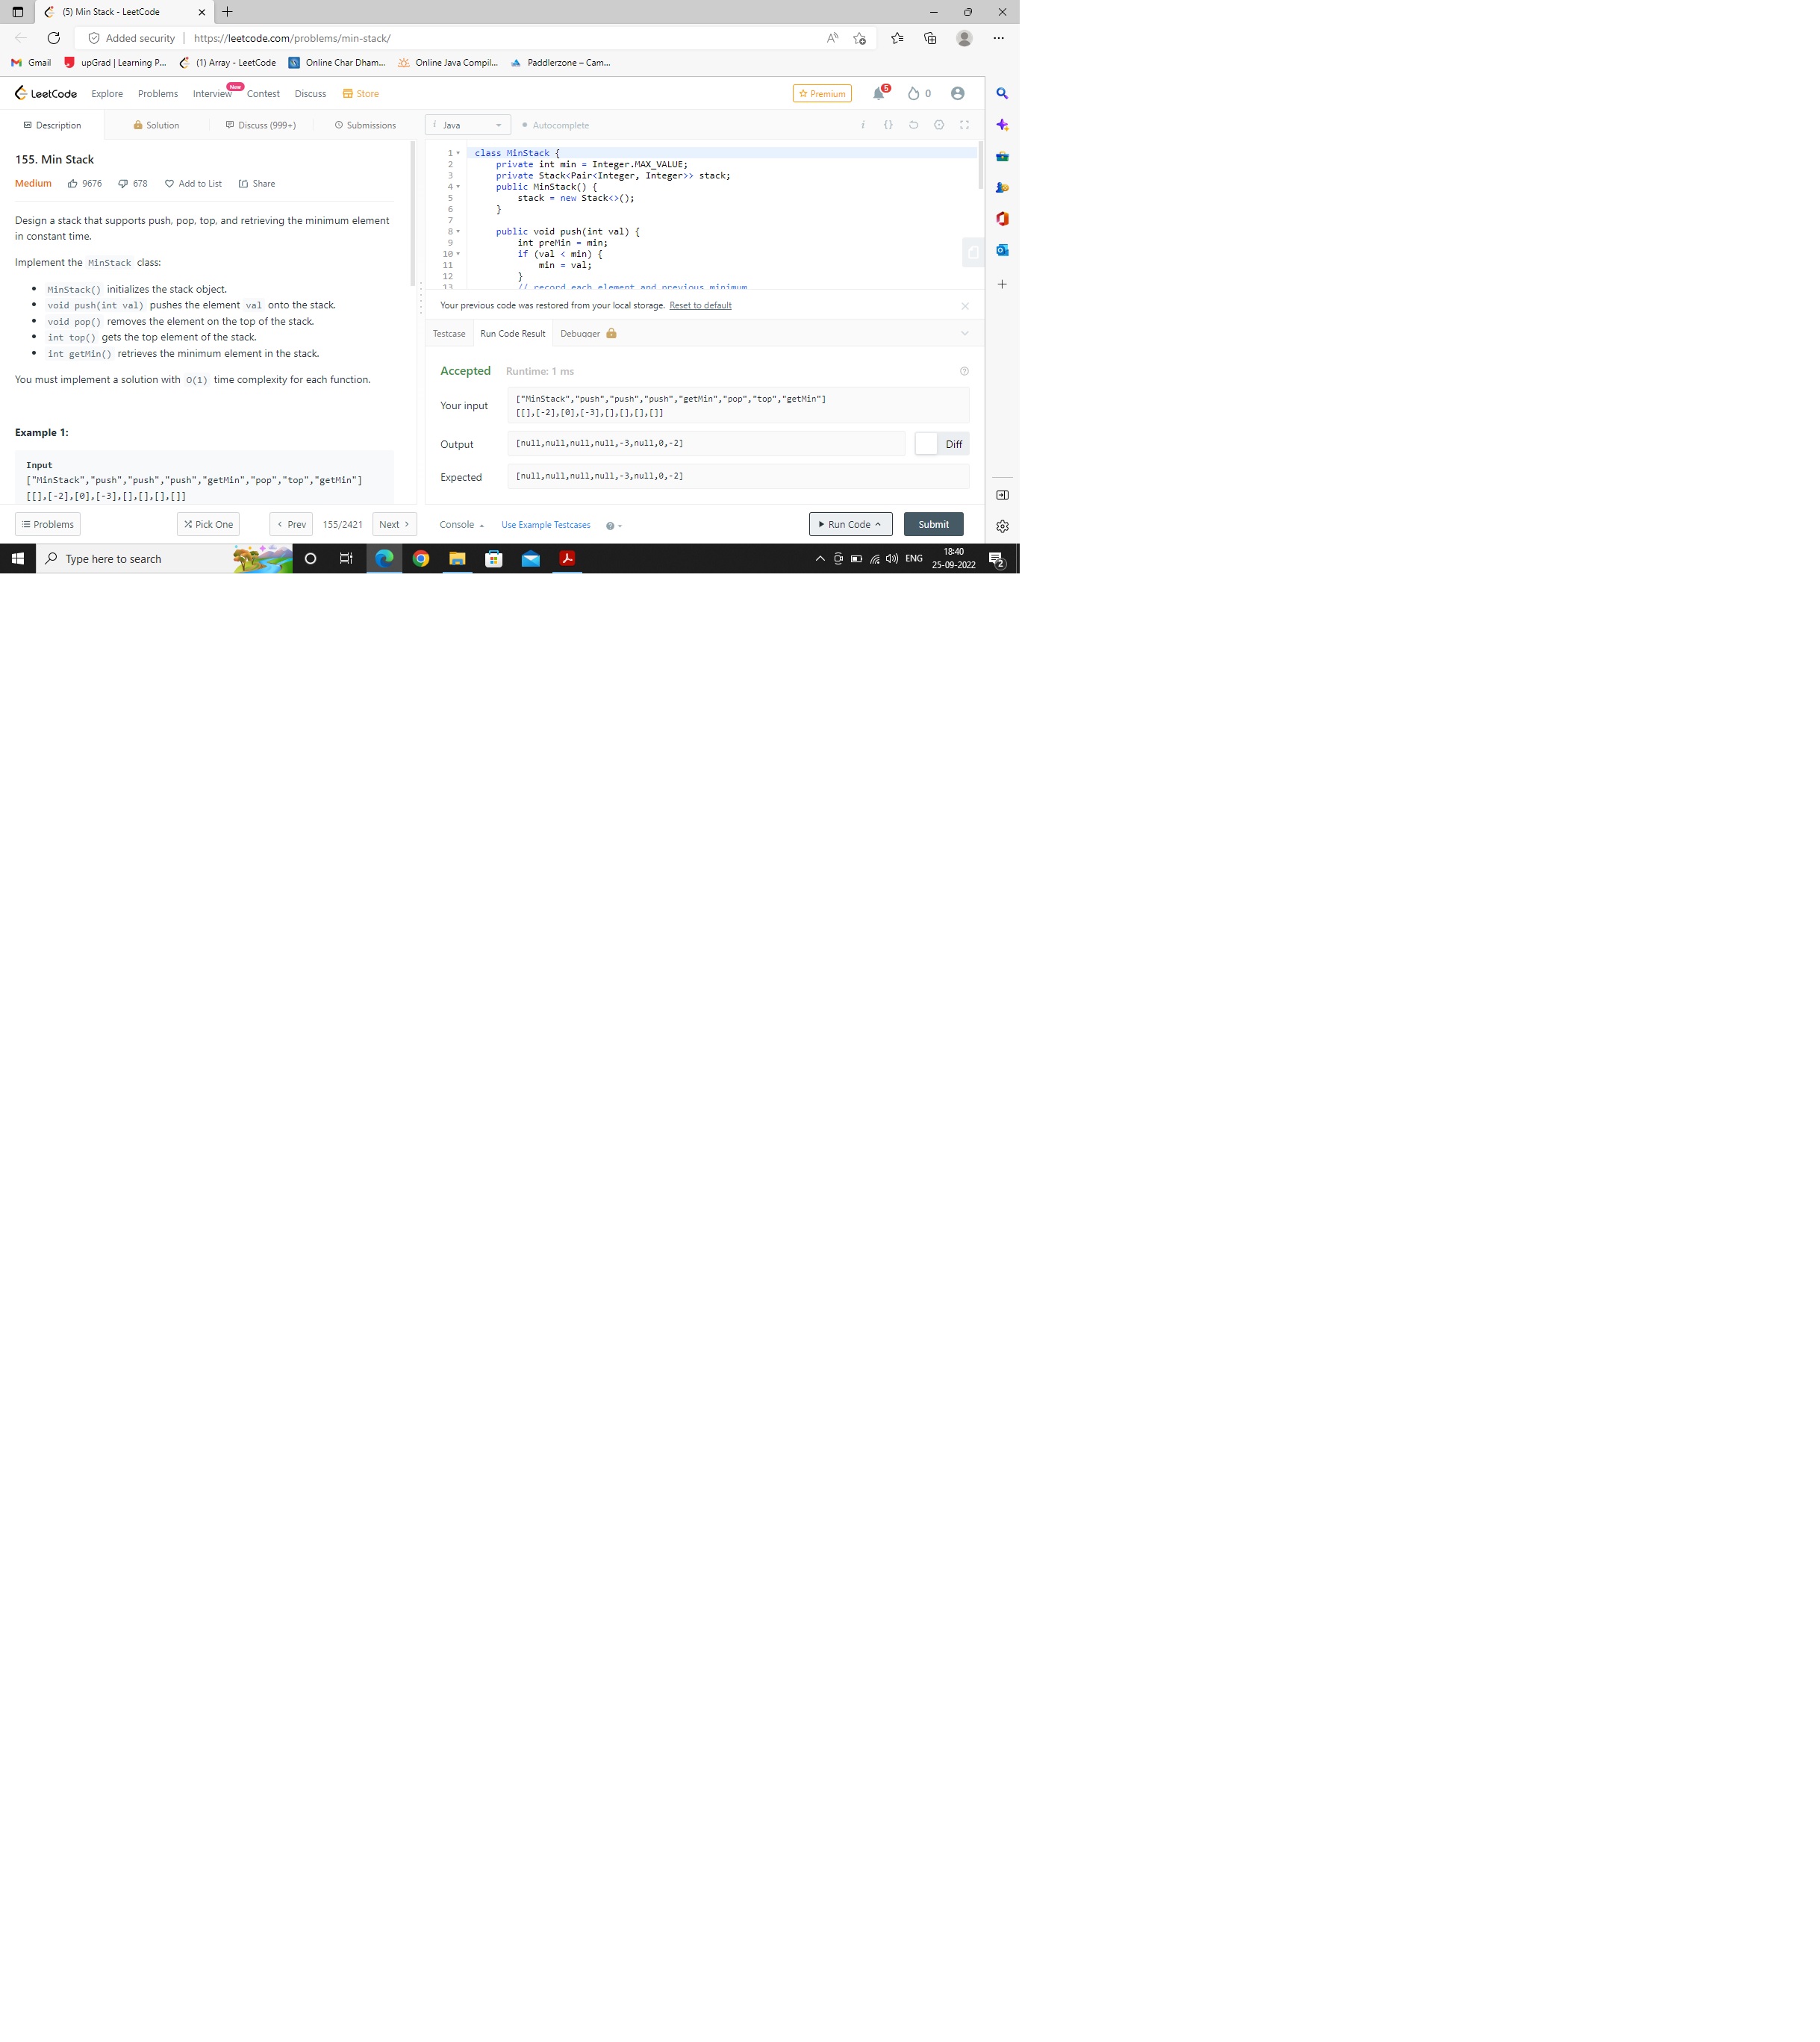 (5) Min Stack - LeetCode
Added security | https://leetcode.com/problems/min-stack/
Gmail upGrad | Learning P... (1) Array - LeetCode Online Char Dham... Online Java Compil... Paddlerzone – Cam...
LeetCode Explore Problems Interview New Contest Discuss Store Premium 5 0
Description Solution Discuss (999+) Submissions i Java Autocomplete i {}
155. Min Stack
Medium 9676 678 Add to List Share
Design a stack that supports push, pop, top, and retrieving the minimum element
in constant time.
Implement the MinStack class:
• MinStack() initializes the stack object.
• void push(int val) pushes the element val onto the stack.
• void pop() removes the element on the top of the stack.
• int top() gets the top element of the stack.
• int getMin() retrieves the minimum element in the stack.
You must implement a solution with O(1) time complexity for each function.
Example 1:
Input
["MinStack","push","push","push","getMin","pop","top","getMin"]
[[],[-2],[0],[-3],[],[],[],[]]
1 class MinStack {
2 private int min = Integer.MAX_VALUE;
3 private Stack<Pair<Integer, Integer>> stack;
4 public MinStack() {
5 stack = new Stack<>();
6 }
7
8 public void push(int val) {
9 int preMin = min;
10 if (val < min) {
11 min = val;
12 }
13 // record each element and previous minimum
Your previous code was restored from your local storage. Reset to default
Testcase Run Code Result Debugger
Accepted Runtime: 1 ms
Your input
["MinStack","push","push","push","getMin","pop","top","getMin"]
[[],[-2],[0],[-3],[],[],[],[]]
Output [null,null,null,null,-3,null,0,-2] Diff
Expected [null,null,null,null,-3,null,0,-2]
Problems Pick One Prev 155/2421 Next Console Use Example Testcases Run Code Submit
Type here to search ENG 18:40
25-09-2022 2